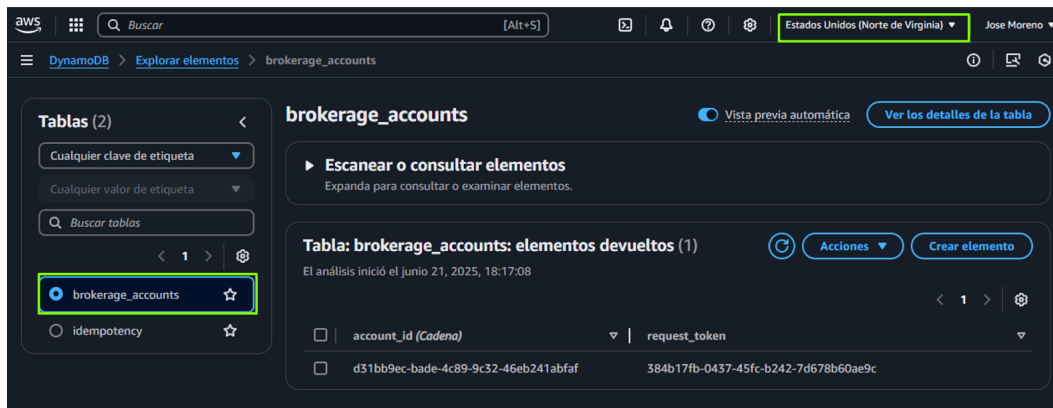 aws
Buscar [Alt+S] Estados Unidos (Norte de Virginia) Jose Moreno
DynamoDB > Explorar elementos > brokerage_accounts
Tablas (2)
Cualquier clave de etiqueta
Cualquier valor de etiqueta
Buscar tablas
1
brokerage_accounts
idempotency
brokerage_accounts
Vista previa automática
Ver los detalles de la tabla
Escanear o consultar elementos
Expanda para consultar o examinar elementos.
Tabla: brokerage_accounts: elementos devueltos (1)
Acciones
Crear elemento
El análisis inició el junio 21, 2025, 18:17:08
1
account_id (Cadena) request_token
d31bb9ec-bade-4c89-9c32-46eb241abfaf 384b17fb-0437-45fc-b242-7d678b60ae9c